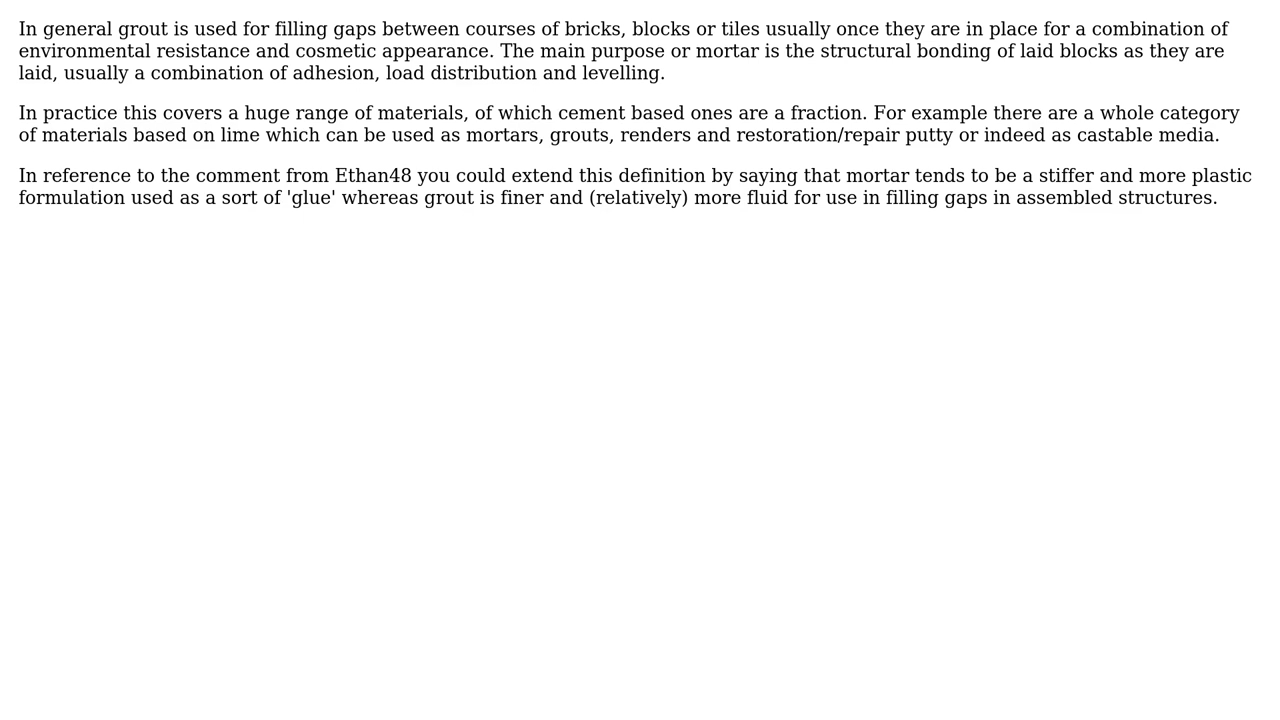 In general grout is used for filling gaps between courses of bricks, blocks or tiles usually once they are in place for a combination of
environmental resistance and cosmetic appearance. The main purpose or mortar is the structural bonding of laid blocks as they are
laid, usually a combination of adhesion, load distribution and levelling.
In practice this covers a huge range of materials, of which cement based ones are a fraction. For example there are a whole category
of materials based on lime which can be used as mortars, grouts, renders and restoration/repair putty or indeed as castable media.
In reference to the comment from Ethan48 you could extend this definition by saying that mortar tends to be a stiffer and more plastic
formulation used as a sort of 'glue' whereas grout is finer and (relatively) more fluid for use in filling gaps in assembled structures.